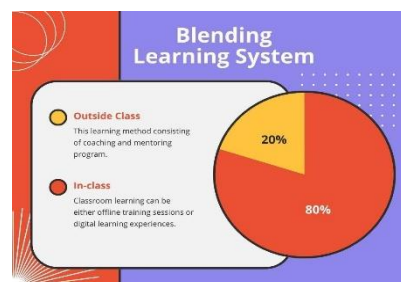 Blending
Learning System
Outside Class
This learning method consisting
of coaching and mentoring
program.
In-class
Classroom learning can be
either offline training sessions or
digital learning experiences.
20%
80%